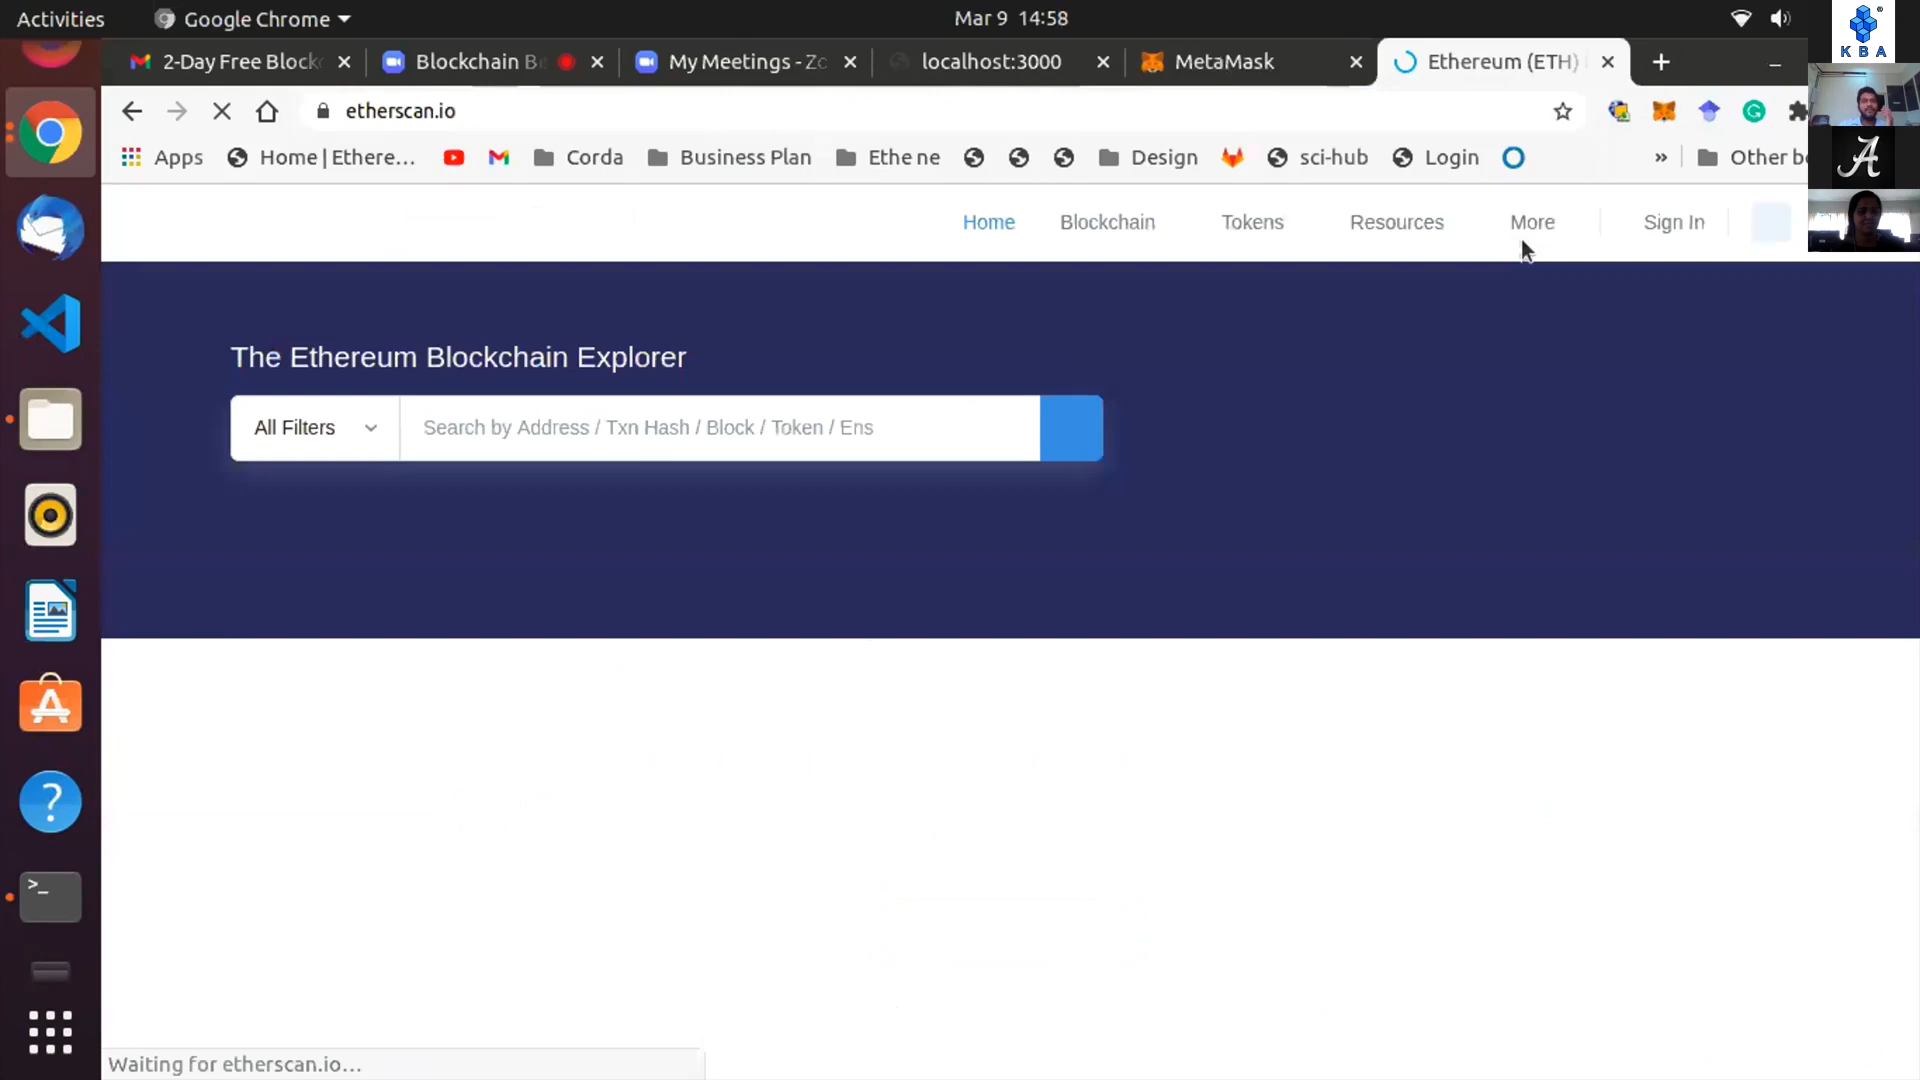 Activities
Google Chrome
Mar 9 14:58
KBA
2-Day Free Block
Blockchain B
My Meetings - Zo
localhost:3000
MetaMask
Ethereum (ETH)
etherscan.io
Apps
Home | Ethere...
Corda
Business Plan
Ethe ne
Design
sci-hub
Login
»
Other b
Home
Blockchain
Tokens
Resources
More
Sign In
A
The Ethereum Blockchain Explorer
All Filters
Search by Address / Txn Hash / Block / Token / Ens
Waiting for etherscan.io...